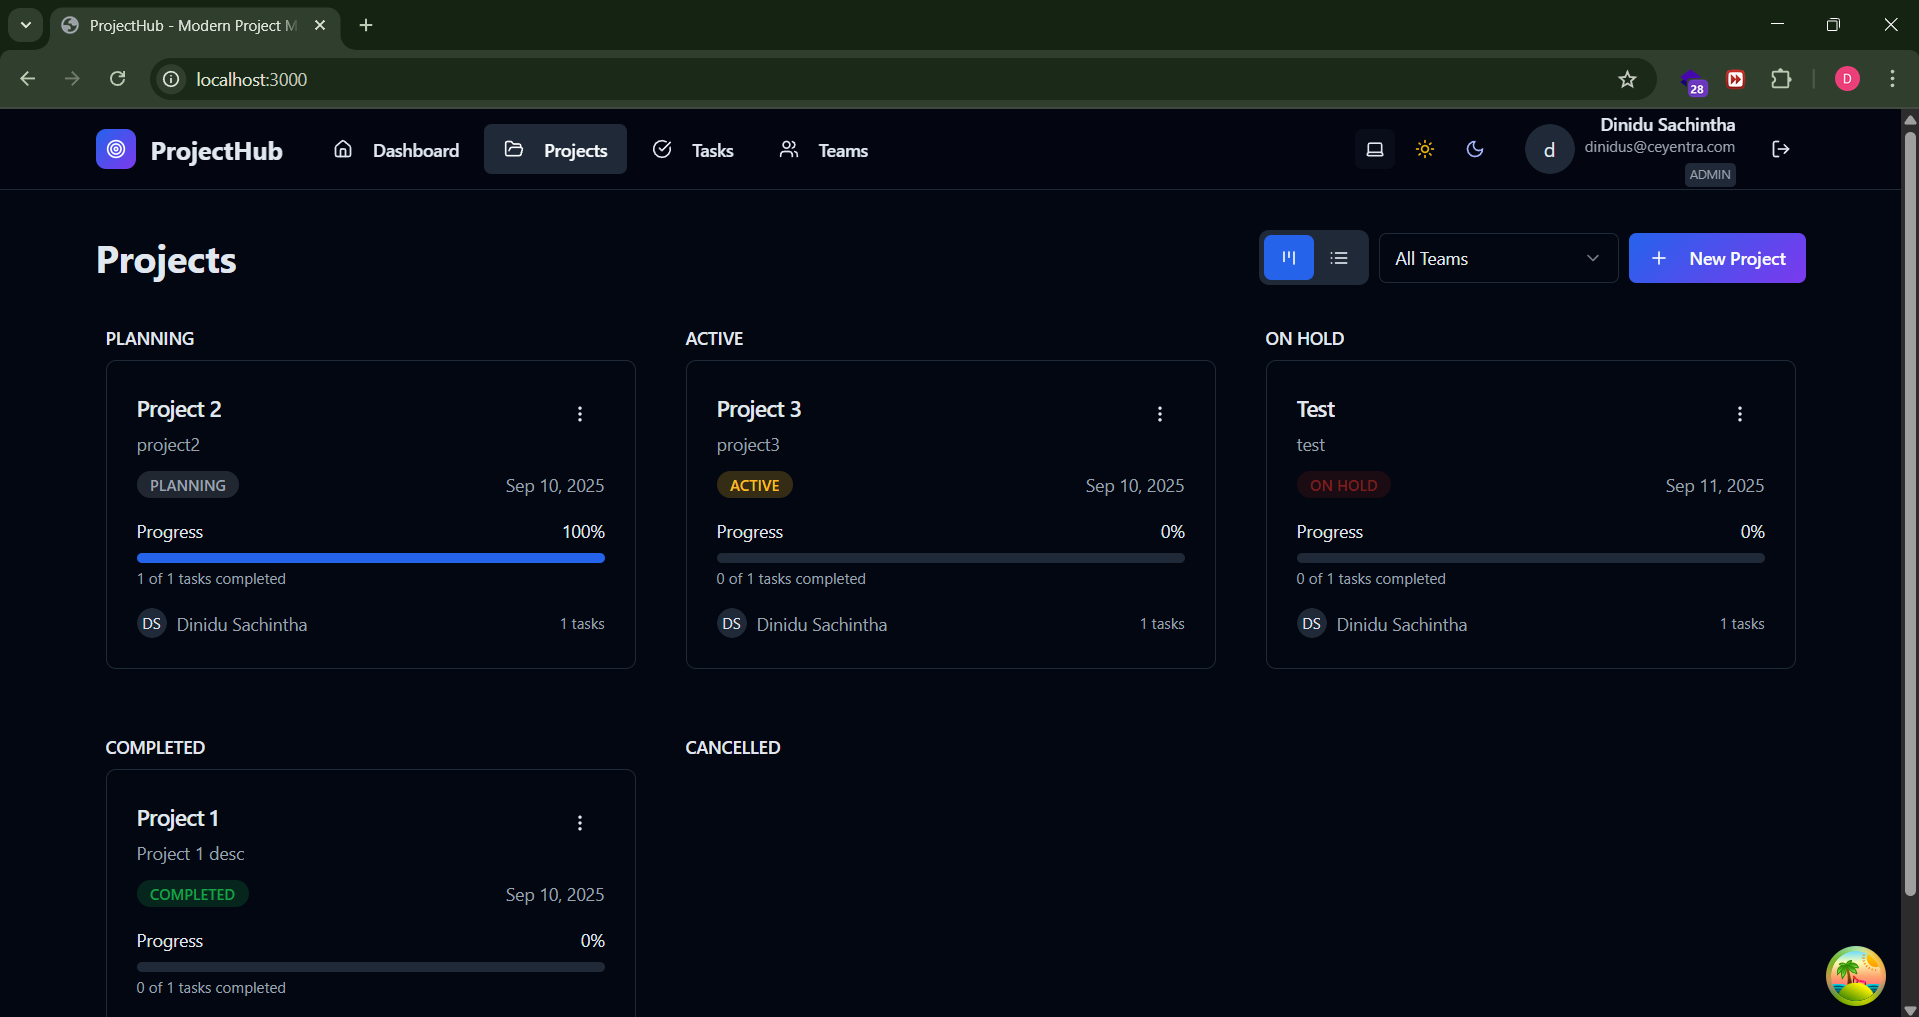 ProjectHub - Modern Project M
localhost:3000
28
D
ProjectHub
Dashboard
Projects
Tasks
Teams
d
Dinidu Sachintha
dinidus@ceyentra.com
ADMIN
Projects
All Teams
New Project
PLANNING
Project 2
project2
PLANNING
Sep 10, 2025
Progress
100%
1 of 1 tasks completed
DS
Dinidu Sachintha
1 tasks
ACTIVE
Project 3
project3
ACTIVE
Sep 10, 2025
Progress
0%
0 of 1 tasks completed
DS
Dinidu Sachintha
1 tasks
ON HOLD
Test
test
ON HOLD
Sep 11, 2025
Progress
0%
0 of 1 tasks completed
DS
Dinidu Sachintha
1 tasks
COMPLETED
Project 1
Project 1 desc
COMPLETED
Sep 10, 2025
Progress
0%
0 of 1 tasks completed
CANCELLED